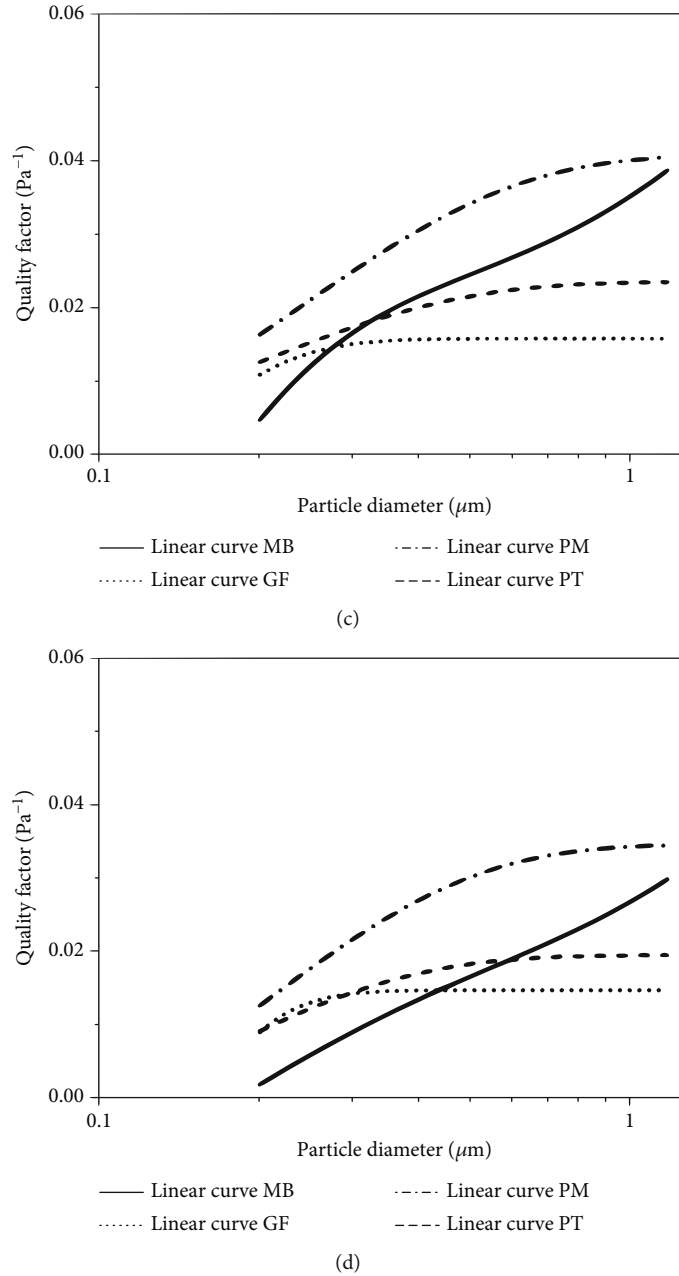 0.06
0.04
0.02
0.00
Quality factor (Pa−1)
0.1
1
Particle diameter (μm)
Linear curve MB
Linear curve PM
Linear curve GF
Linear curve PT
(c)
0.06
0.04
0.02
0.00
Quality factor (Pa−1)
0.1
1
Particle diameter (μm)
Linear curve MB
Linear curve PM
Linear curve GF
Linear curve PT
(d)